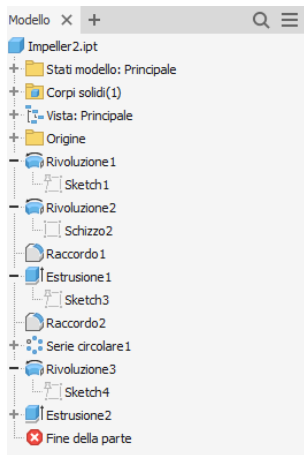 Modello
Impeller2.ipt
Stati modello: Principale
Corpi solidi(1)
Vista: Principale
Origine
Rivoluzione1
Sketch1
Rivoluzione2
Schizzo2
Raccordo1
Estrusione1
Sketch3
Raccordo2
Serie circolare1
Rivoluzione3
Sketch4
Estrusione2
Fine della parte